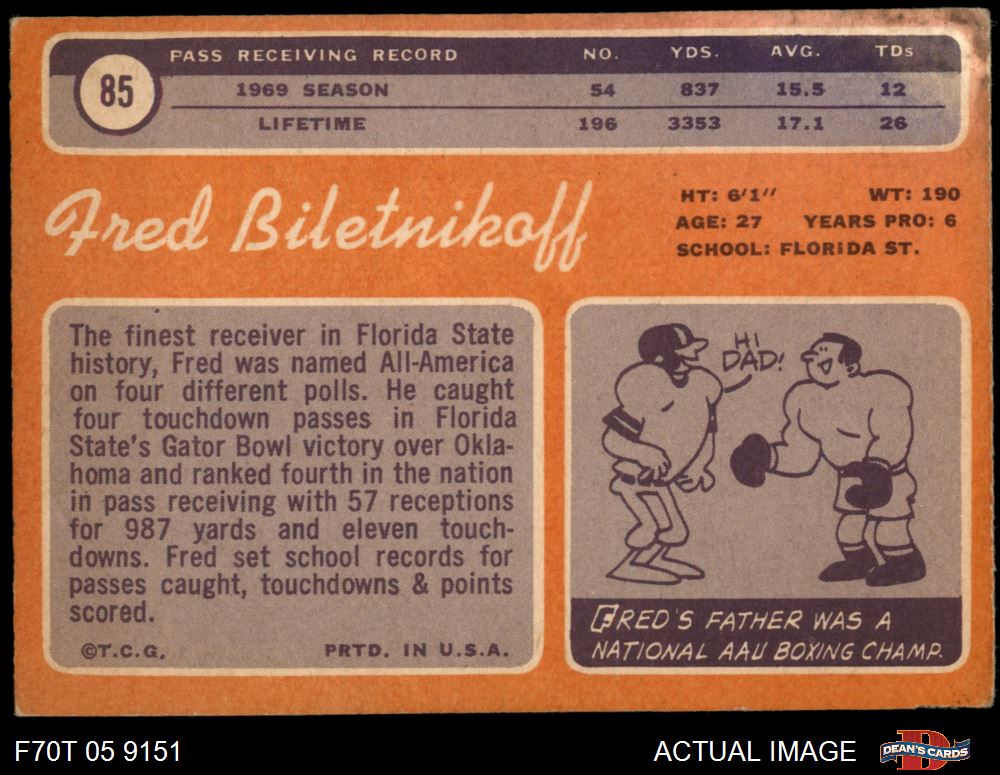 85
PASS RECEIVING RECORD NO. YDS. AVG. TDs
1969 SEASON 54 837 15.5 12
LIFETIME 196 3353 17.1 26
Fred Biletnikoff
HT: 6'1'' WT: 190
AGE: 27 YEARS PRO: 6
SCHOOL: FLORIDA ST.
The finest receiver in Florida State
history, Fred was named All-America
on four different polls. He caught
four touchdown passes in Florida
State's Gator Bowl victory over Okla-
homa and ranked fourth in the nation
in pass receiving with 57 receptions
for 987 yards and eleven touch-
downs. Fred set school records for
passes caught, touchdowns & points
scored.
©T.C.G. PRTD. IN U.S.A.
HI
DAD!
FRED'S FATHER WAS A
NATIONAL AAU BOXING CHAMP.
F70T 05 9151 ACTUAL IMAGE DEAN'S CARDS